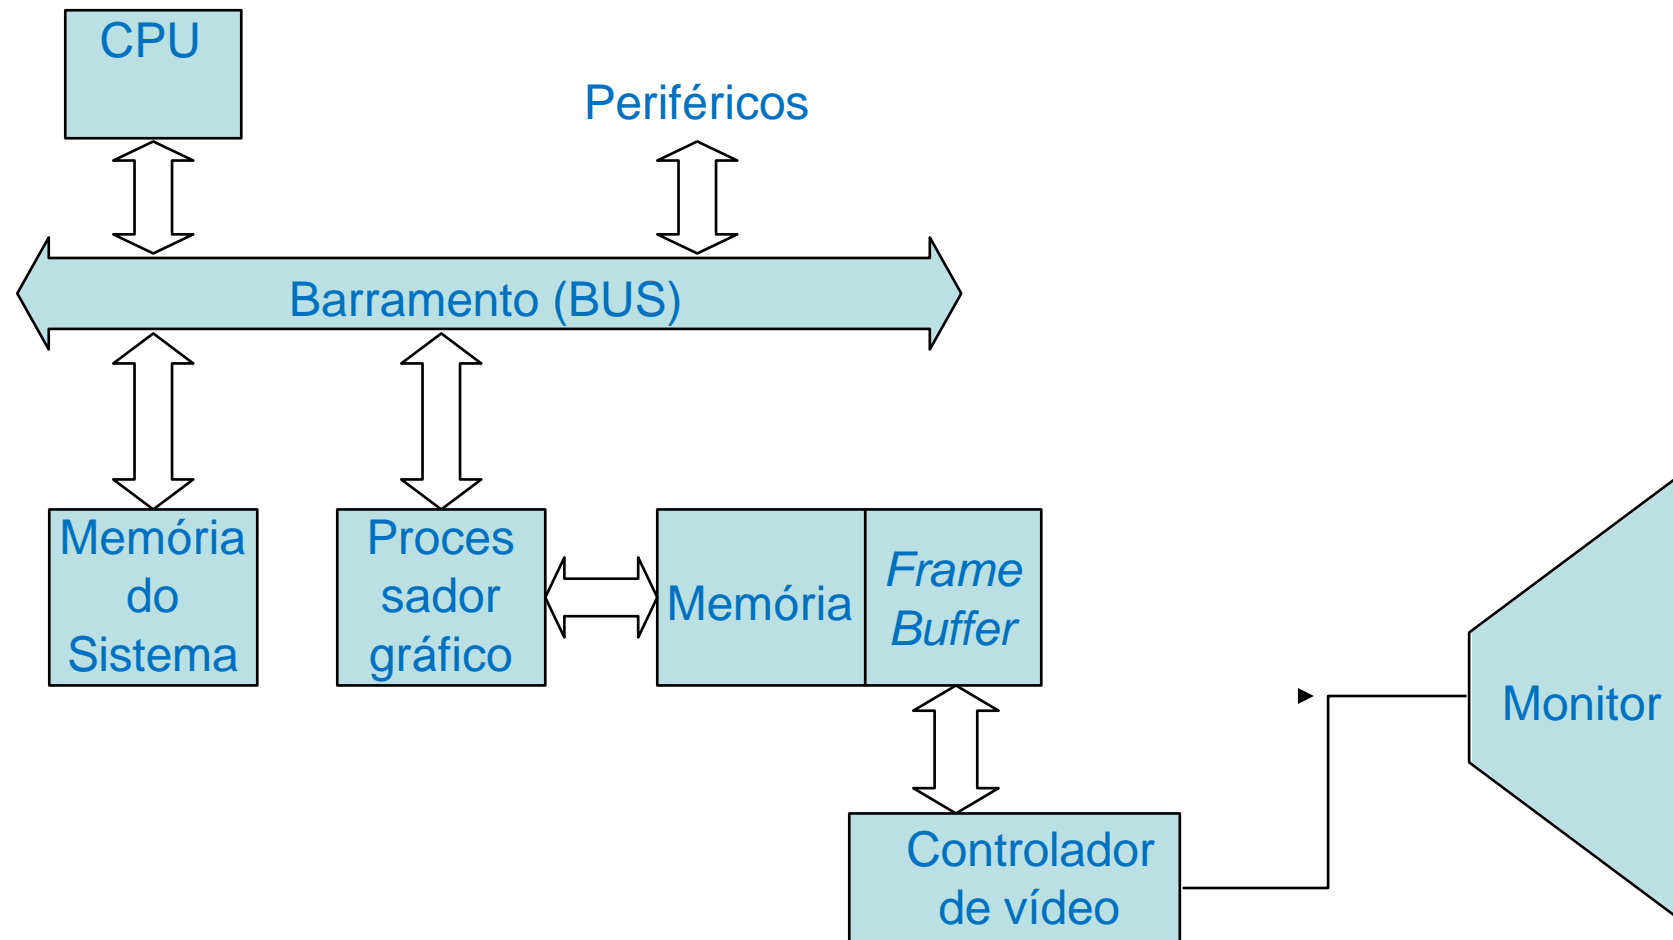 CPU
Periféricos
Barramento (BUS)
Memória
do
Sistema
Proces
sador
gráfico
Memória
Frame
Buffer
Monitor
Controlador
de vídeo